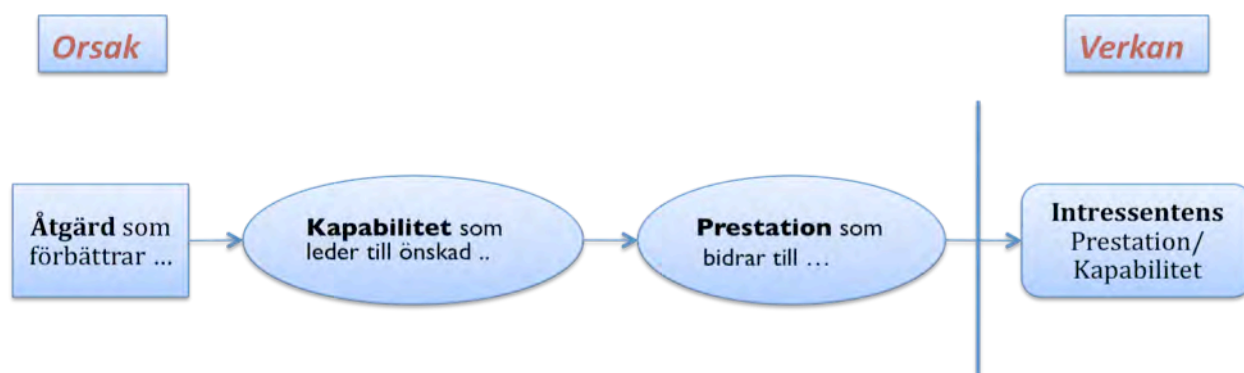 Orsak
Verkan
Åtgärd som
förbättrar ...
Kapabilitet som
leder till önskad ..
Prestation som
bidrar till ...
Intressentens
Prestation/
Kapabilitet